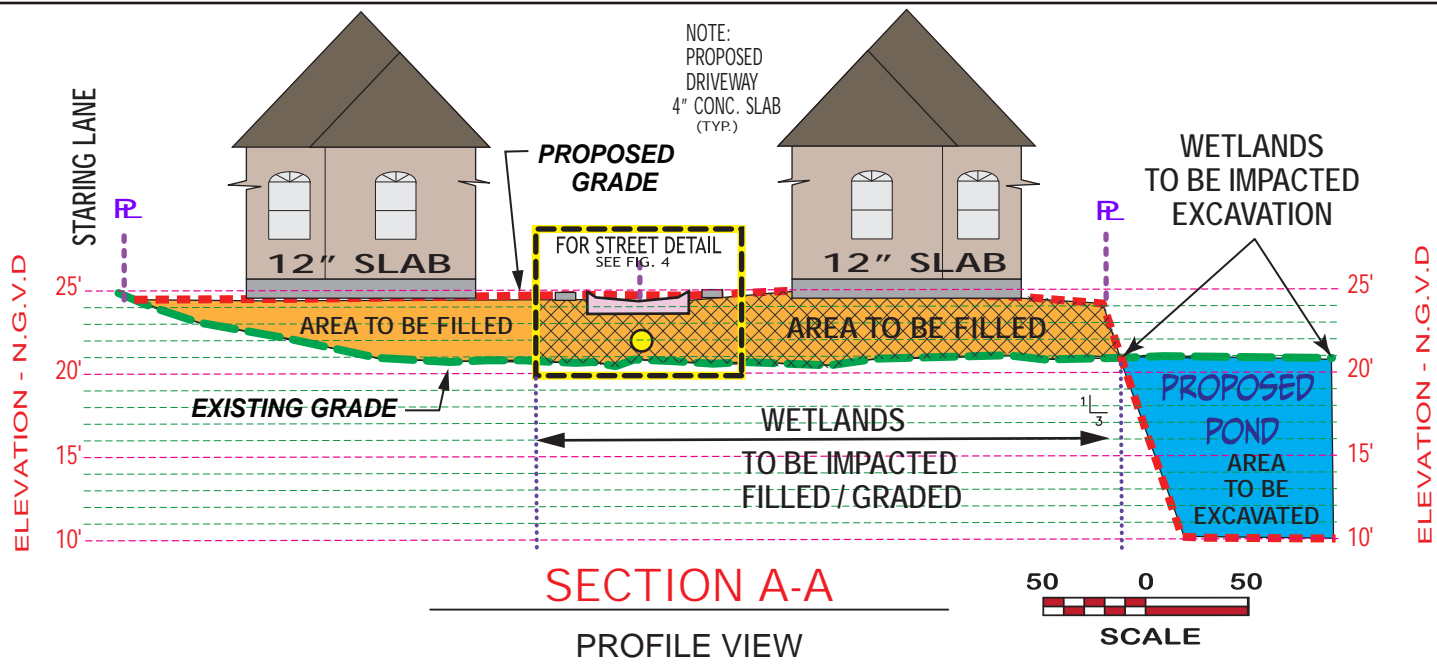 NOTE:
PROPOSED
DRIVEWAY
4" CONC. SLAB
(TYP.)
STARING LANE
PROPOSED
GRADE
WETLANDS
TO BE IMPACTED
EXCAVATION
PL
PL
FOR STREET DETAIL
SEE FIG. 4
12" SLAB
12" SLAB
ELEVATION - N.G.V.D
25'
20'
15'
10'
AREA TO BE FILLED
AREA TO BE FILLED
EXISTING GRADE
WETLANDS
TO BE IMPACTED
FILLED / GRADED
1
3
PROPOSED
POND
AREA
TO BE
EXCAVATED
25'
20'
15'
10'
ELEVATION - N.G.V.D
SECTION A-A
PROFILE VIEW
50 0 50
SCALE